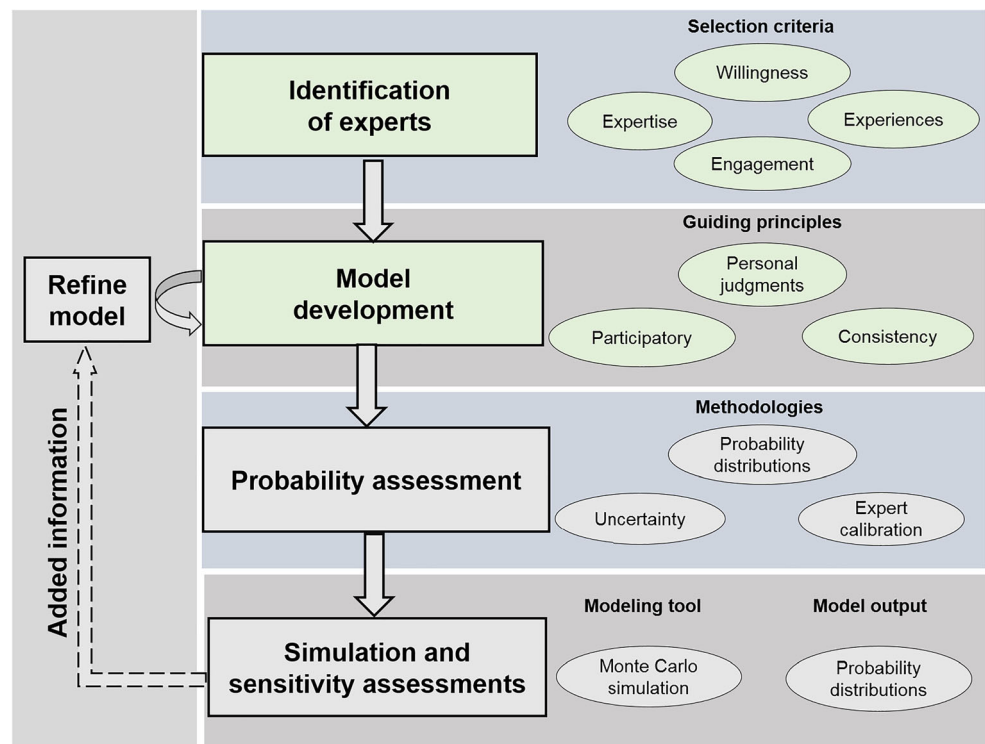 Selection criteria
Identification
of experts
Willingness
Expertise
Experiences
Engagement
Guiding principles
Model
development
Personal
judgments
Participatory
Consistency
Refine
model
Added information
Methodologies
Probability assessment
Probability
distributions
Uncertainty
Expert
calibration
Simulation and
sensitivity assessments
Modeling tool
Monte Carlo
simulation
Model output
Probability
distributions